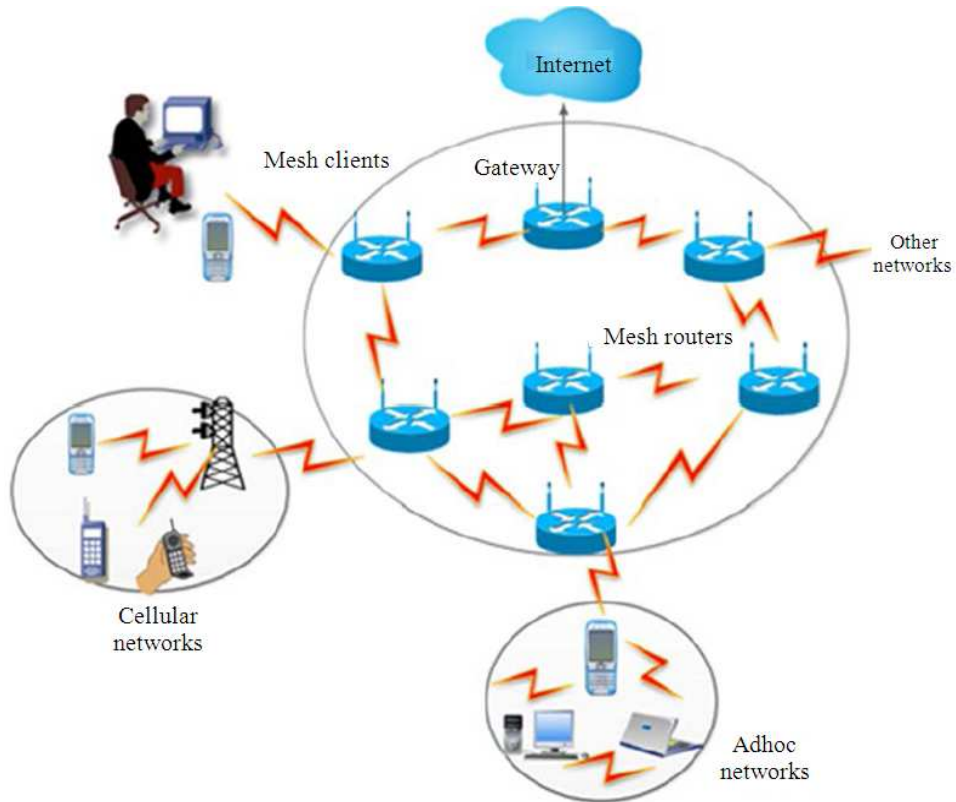 Internet
Mesh clients
Gateway
Other
networks
Mesh routers
Cellular
networks
Adhoc
networks